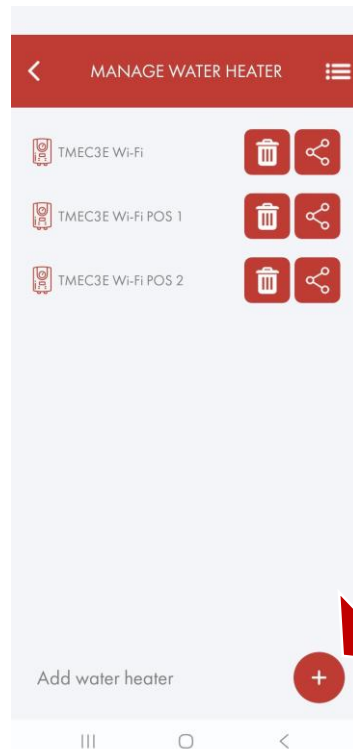 MANAGE WATER HEATER
TMEC3E Wi-Fi
TMEC3E Wi-Fi POS 1
TMEC3E Wi-Fi POS 2
Add water heater